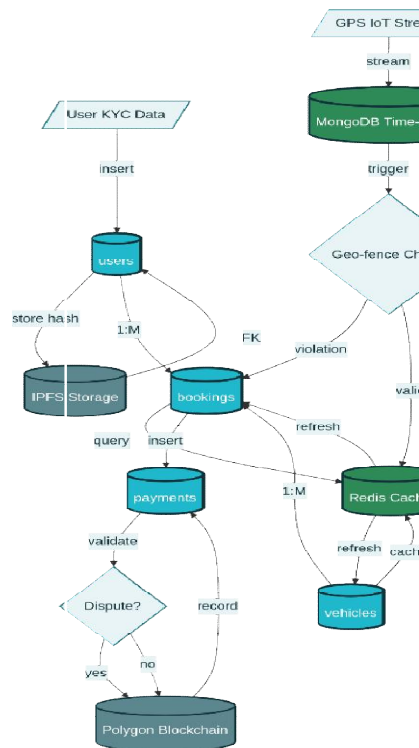 GPS IoT Stre
stream
MongoDB Time-
User KYC Data
trigger
insert
users
Geo-fence Ch
store hash
1:M
FK
violation
IPFS Storage
bookings
valid
refresh
query
insert
payments
1:M
Redis Cach
validate
refresh
cach
Dispute?
record
vehicles
yes
no
Polygon Blockchain